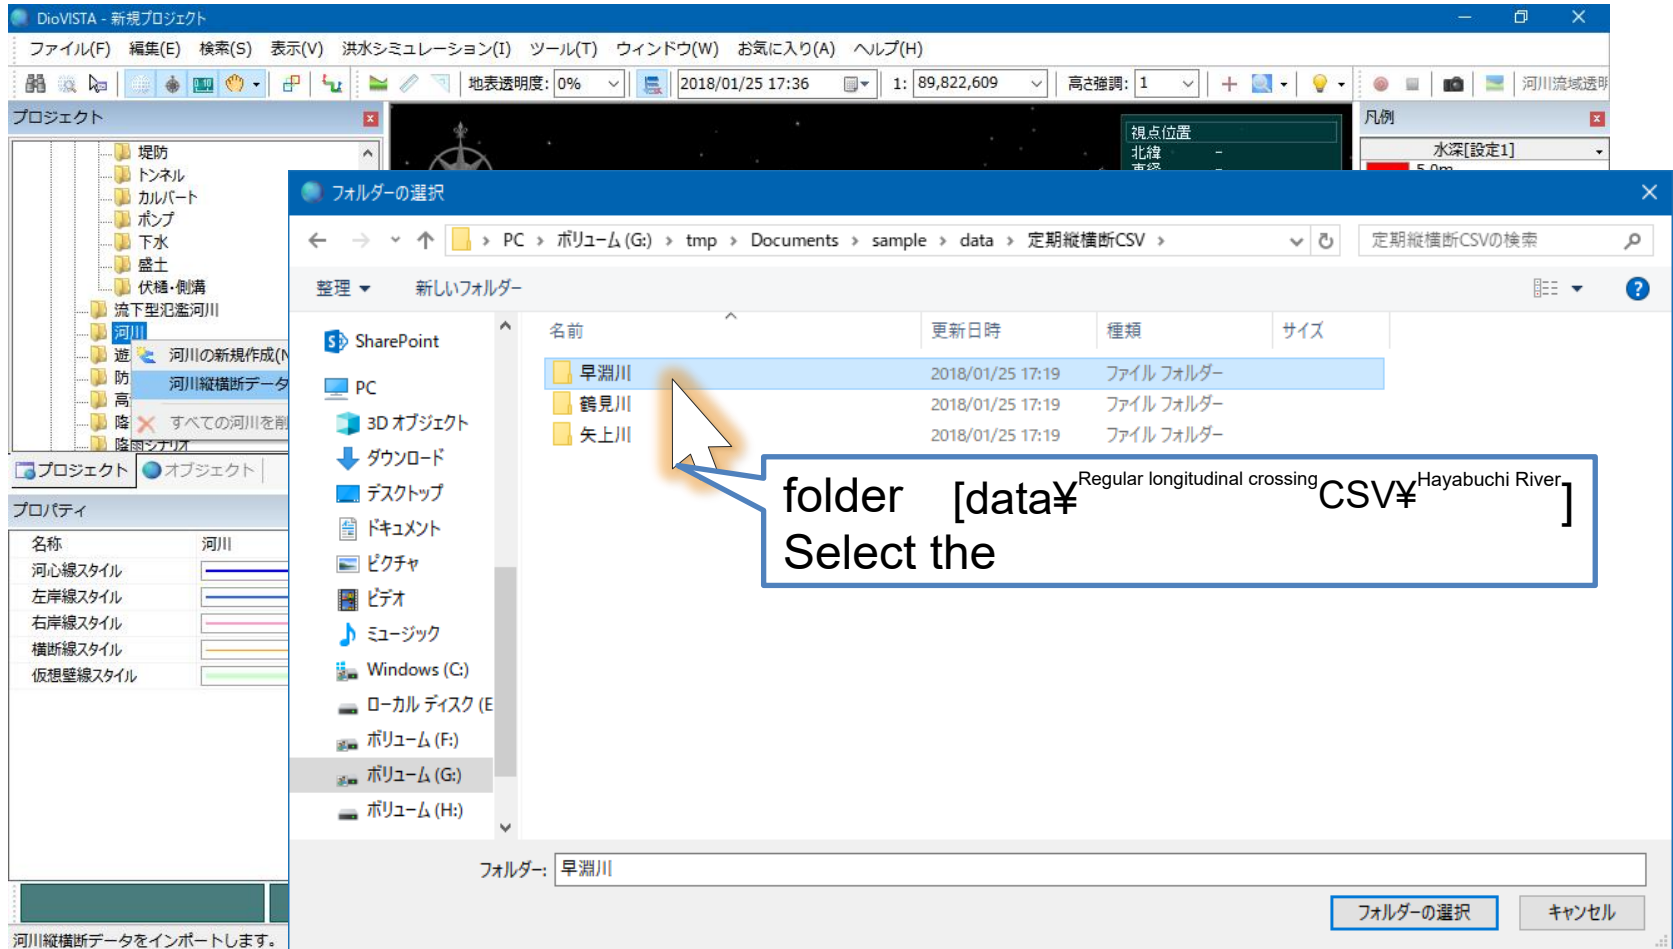 DioVISTA - 新規プロジェクト
ファイル(F) 編集(E) 検索(S) 表示(V) 洪水シミュレーション(I) ツール(T) ウィンドウ(W) お気に入り(A) ヘルプ(H)
地表透明度: 0% 2018/01/25 17:36 1: 89,822,609 高さ強調: 1 河川流域透明
プロジェクト
堤防
トンネル
カルバート
ポンプ
下水
盛土
伏樋・側溝
流下型氾濫河川
河川
遊
防
高
降
降雨シナリオ
河川の新規作成(N
河川縦横断データ
すべての河川を削
プロジェクト オブジェクト
プロパティ
名称 河川
河心線スタイル
左岸線スタイル
右岸線スタイル
横断線スタイル
仮想壁線スタイル
河川縦横断データをインポートします。
視点位置
北緯 -
東経 -
凡例
水深[設定1]
5.0m
フォルダーの選択
PC › ボリューム (G:) › tmp › Documents › sample › data › 定期縦横断CSV ›
定期縦横断CSVの検索
整理 新しいフォルダー
SharePoint
PC
3D オブジェクト
ダウンロード
デスクトップ
ドキュメント
ピクチャ
ビデオ
ミュージック
Windows (C:)
ローカル ディスク (E
ボリューム (F:)
ボリューム (G:)
ボリューム (H:)
名前 更新日時 種類 サイズ
早淵川 2018/01/25 17:19 ファイル フォルダー
鶴見川 2018/01/25 17:19 ファイル フォルダー
矢上川 2018/01/25 17:19 ファイル フォルダー
folder [data¥Regular longitudinal crossingCSV¥Hayabuchi River]
Select the
フォルダー: 早淵川
フォルダーの選択 キャンセル